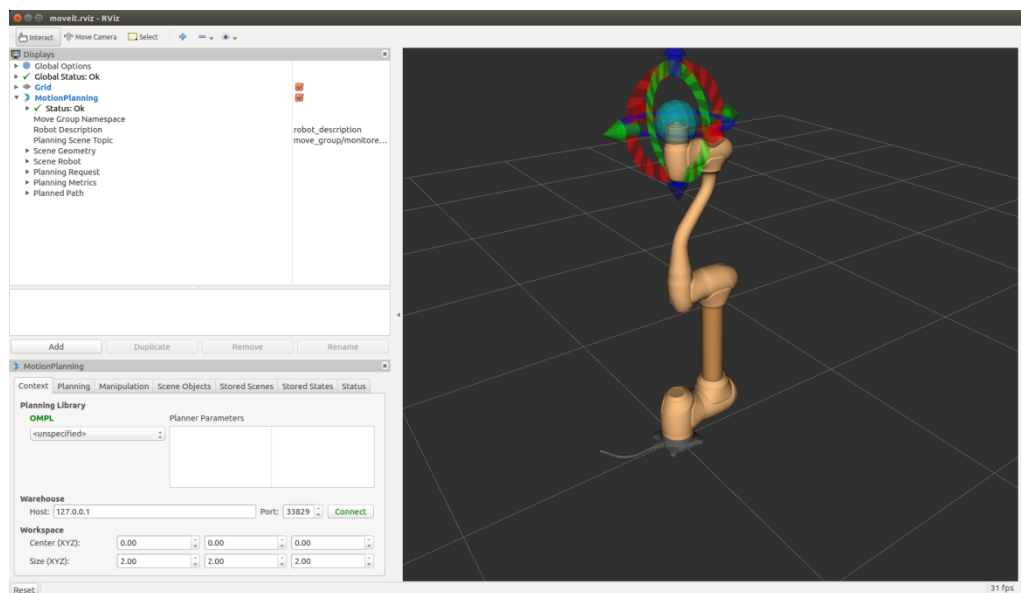 moveit.rviz - RViz
Interact Move Camera Select
Displays
Global Options
Global Status: Ok
Grid
MotionPlanning
Status: Ok
Move Group Namespace
Robot Description robot_description
Planning Scene Topic move_group/monitore...
Scene Geometry
Scene Robot
Planning Request
Planning Metrics
Planned Path
Add Duplicate Remove Rename
MotionPlanning
Context Planning Manipulation Scene Objects Stored Scenes Stored States Status
Planning Library
OMPL Planner Parameters
<unspecified>
Warehouse
Host: 127.0.0.1 Port: 33829 Connect
Workspace
Center (XYZ): 0.00 0.00 0.00
Size (XYZ): 2.00 2.00 2.00
Reset 31 fps